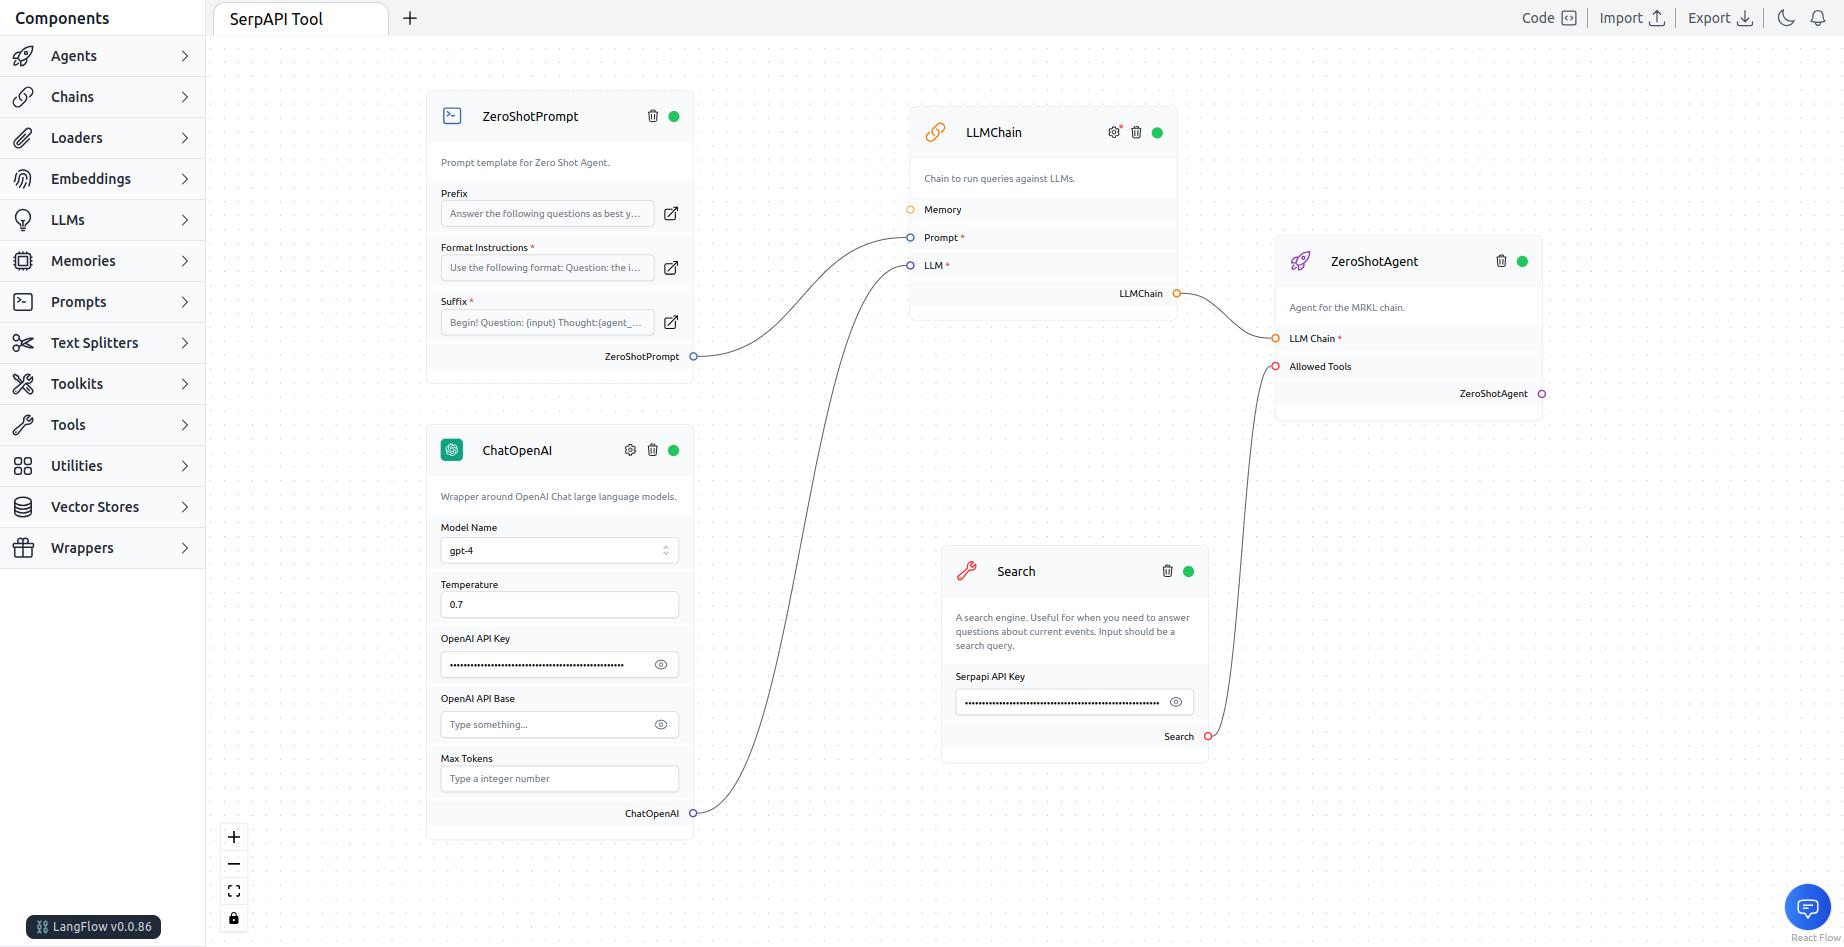 Components
SerpAPI Tool
Code
Import
Export
Agents
Chains
Loaders
Embeddings
LLMs
Memories
Prompts
Text Splitters
Toolkits
Tools
Utilities
Vector Stores
Wrappers
LangFlow v0.0.86
ZeroShotPrompt
Prompt template for Zero Shot Agent.
Prefix
Answer the following questions as best y...
Format Instructions *
Use the following format: Question: the i...
Suffix *
Begin! Question: {input} Thought:{agent_...
ZeroShotPrompt
ChatOpenAI
Wrapper around OpenAI Chat large language models.
Model Name
gpt-4
Temperature
0.7
OpenAI API Key
OpenAI API Base
Type something...
Max Tokens
Type a integer number
ChatOpenAI
LLMChain
Chain to run queries against LLMs.
Memory
Prompt *
LLM *
LLMChain
Search
A search engine. Useful for when you need to answer
questions about current events. Input should be a
search query.
Serpapi API Key
Search
ZeroShotAgent
Agent for the MRKL chain.
LLM Chain *
Allowed Tools
ZeroShotAgent
React Flow